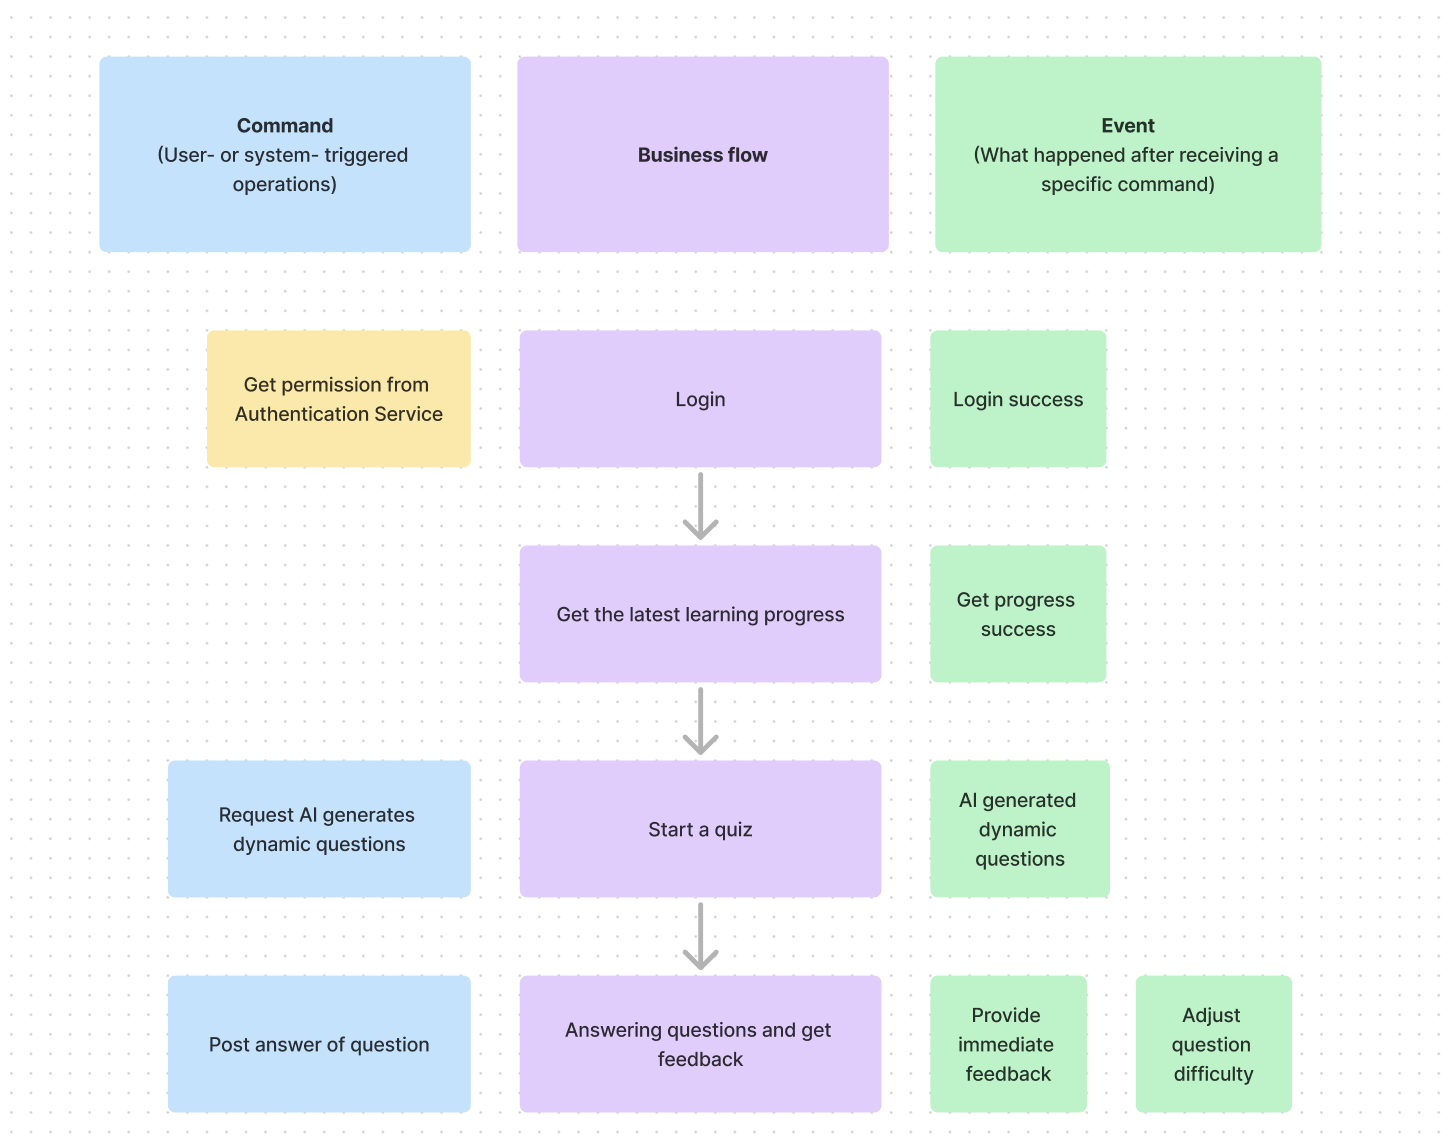 Command
(User- or system- triggered
operations)
Business flow
Event
(What happened after receiving a
specific command)
Get permission from
Authentication Service
Login
Login success
Get the latest learning progress
Get progress
success
Request AI generates
dynamic questions
Start a quiz
AI generated
dynamic
questions
Post answer of question
Answering questions and get
feedback
Provide
immediate
feedback
Adjust
question
difficulty